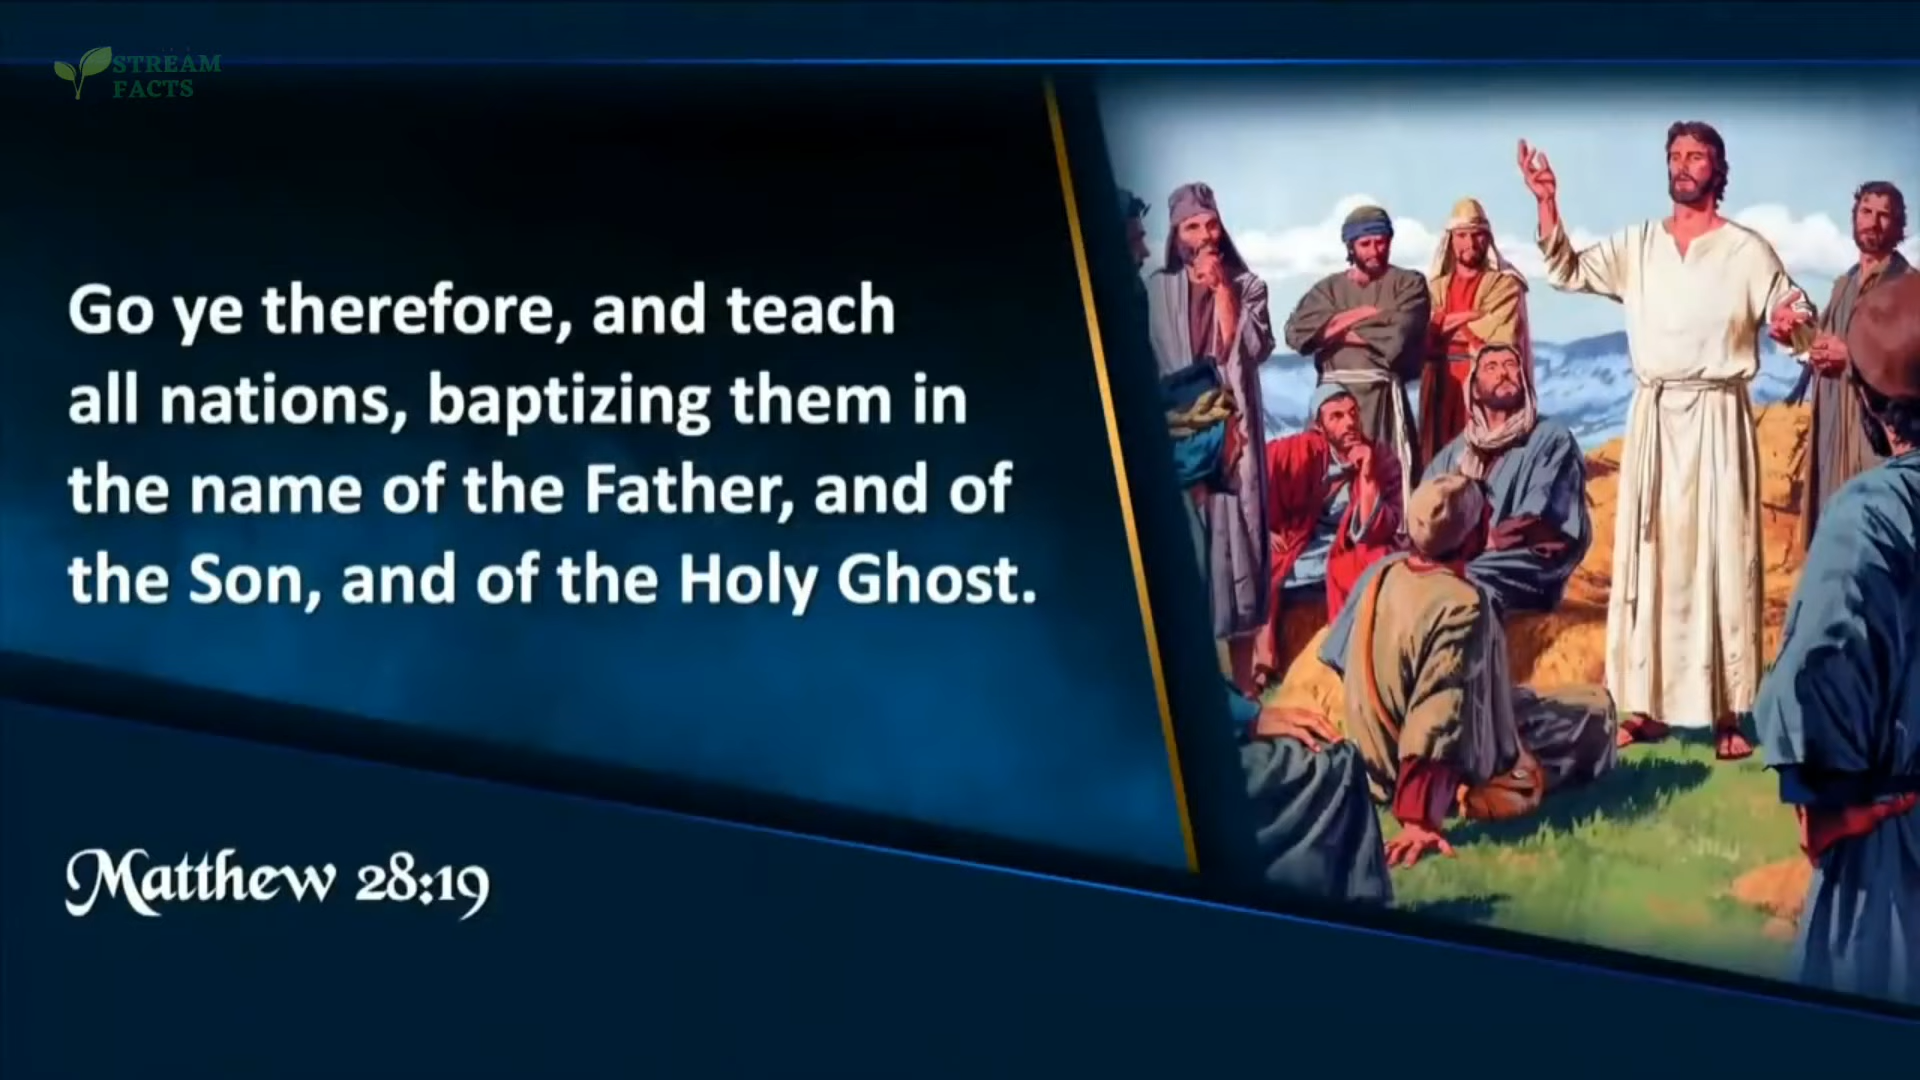 STREAM
FACTS
Go ye therefore, and teach
all nations, baptizing them in
the name of the Father, and of
the Son, and of the Holy Ghost.
Matthew 28:19